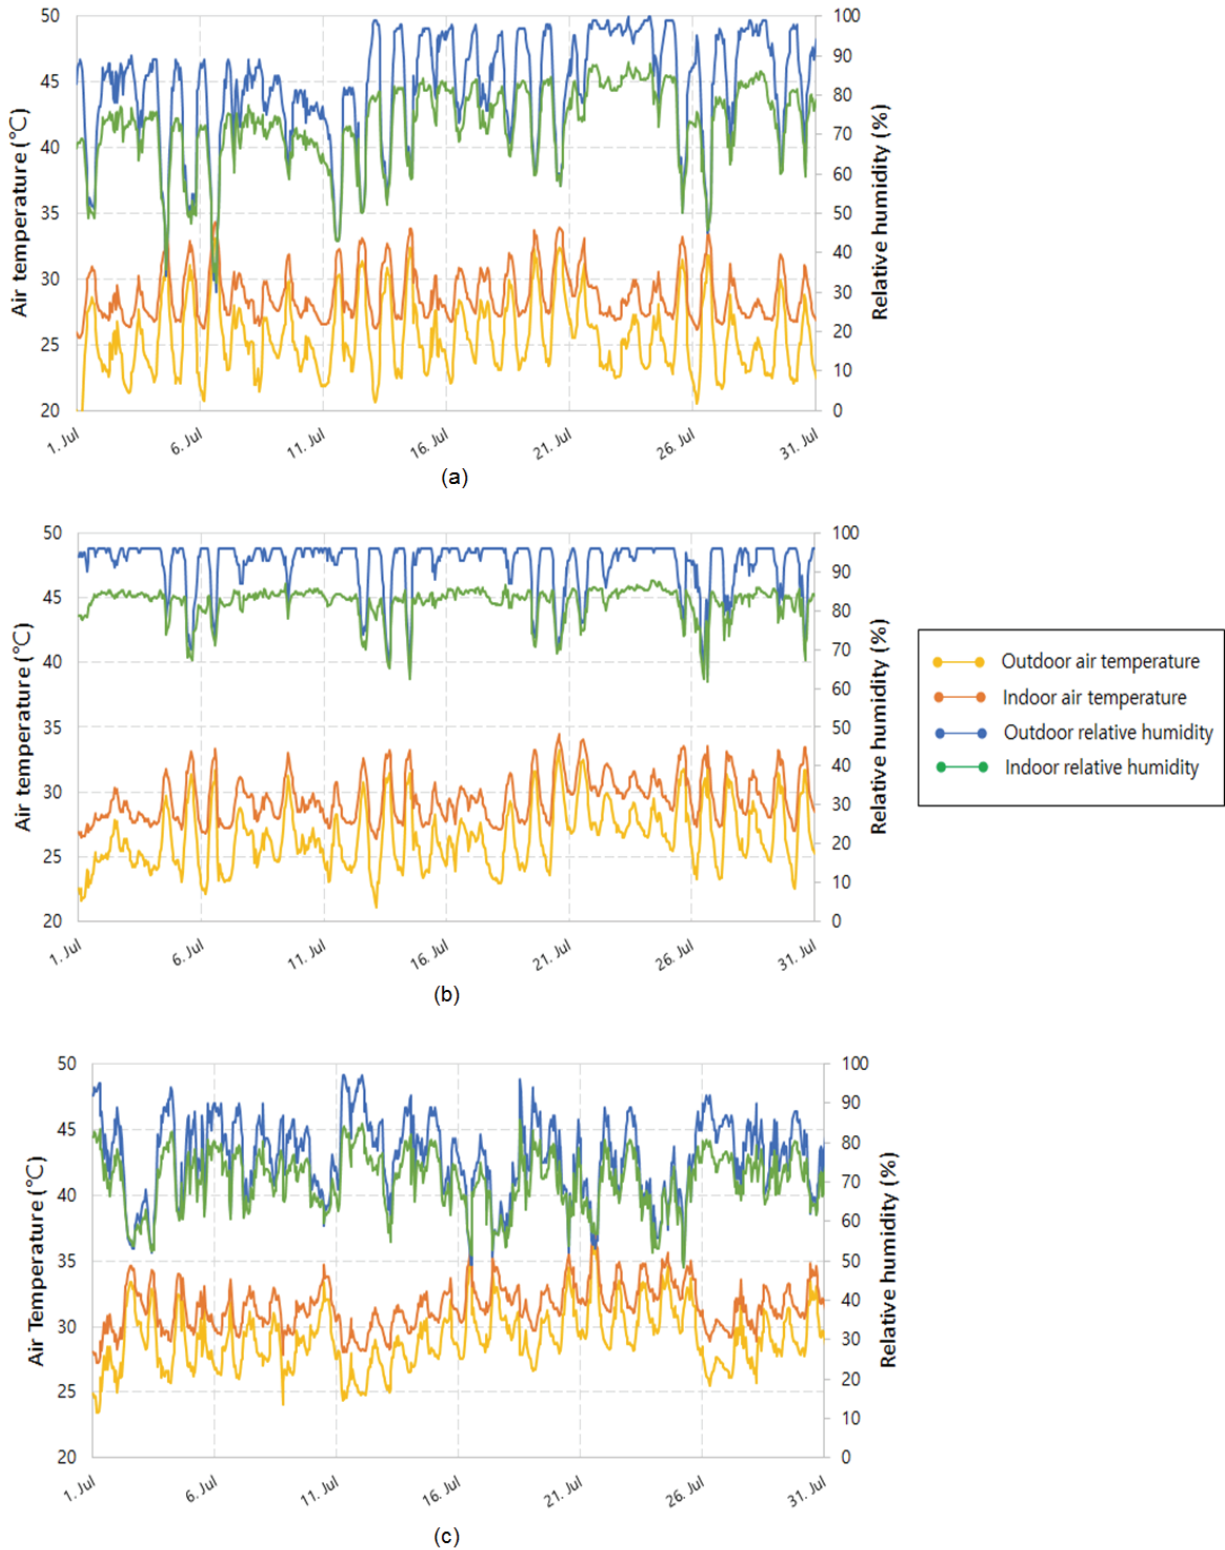 50
45
40
35
30
25
20
Air temperature (°C)
100
90
80
70
60
50
40
30
20
10
0
Relative humidity (%)
1. Jul
6. Jul
11. Jul
16. Jul
21. Jul
26. Jul
31. Jul
(a)
50
45
40
35
30
25
20
Air temperature (°C)
100
90
80
70
60
50
40
30
20
10
0
Relative humidity (%)
1. Jul
6. Jul
11. Jul
16. Jul
21. Jul
26. Jul
31. Jul
(b)
Outdoor air temperature
Indoor air temperature
Outdoor relative humidity
Indoor relative humidity
50
45
40
35
30
25
20
Air Temperature (°C)
100
90
80
70
60
50
40
30
20
10
0
Relative humidity (%)
1. Jul
6. Jul
11. Jul
16. Jul
21. Jul
26. Jul
31. Jul
(c)